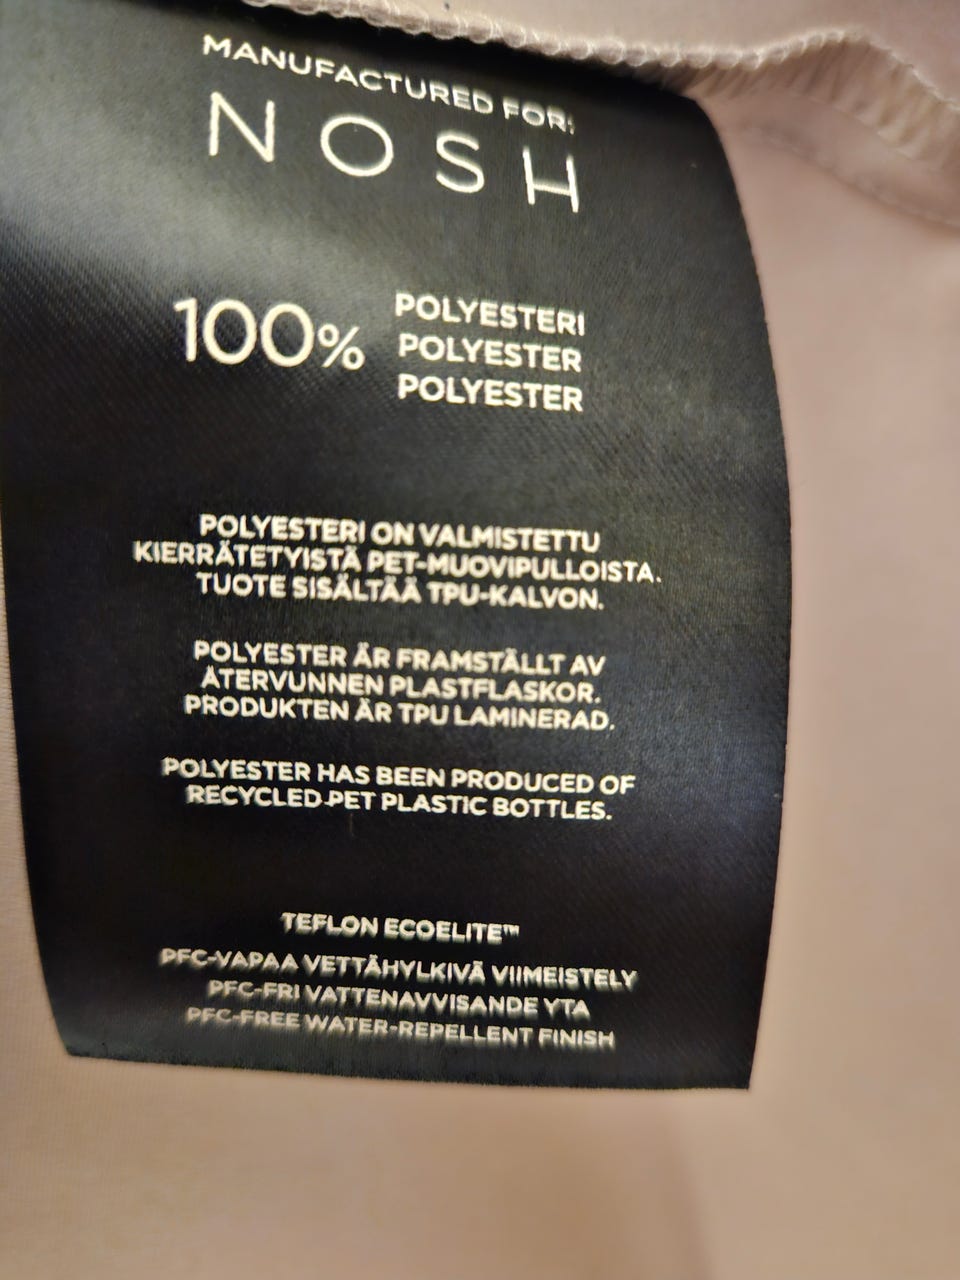 MANUFACTURED FOR:
NOSH
100% POLYESTERI
POLYESTER
POLYESTER
POLYESTERI ON VALMISTETTU
KIERRÄTETYISTÄ PET-MUOVIPULLOISTA.
TUOTE SISÄLTÄÄ TPU-KALVON.
POLYESTER ÄR FRAMSTÄLLT AV
ÅTERVUNNEN PLASTFLASKOR.
PRODUKTEN ÄR TPU LAMINERAD.
POLYESTER HAS BEEN PRODUCED OF
RECYCLED PET PLASTIC BOTTLES.
TEFLON ECOELITE™
PFC-VAPAA VETTÄHYLKIVÄ VIIMEISTELY
PFC-FRI VATTENAVVISANDE YTA
PFC-FREE WATER-REPELLENT FINISH